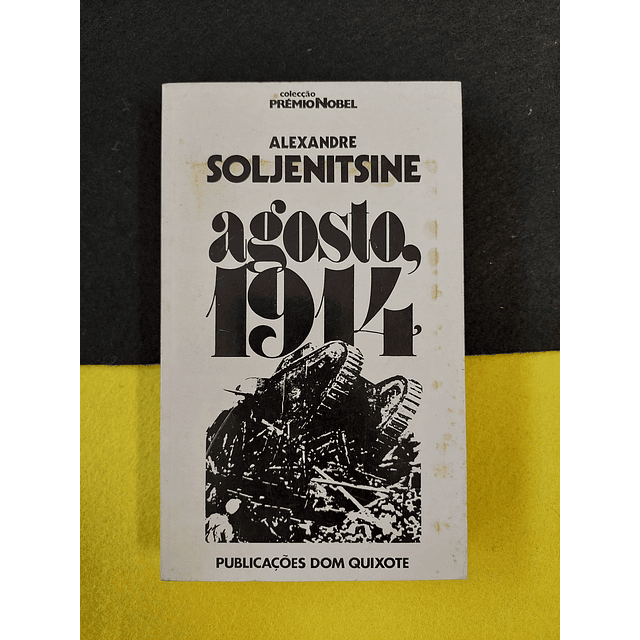 colecção
PRÉMIO NOBEL
ALEXANDRE
SOLJENITSINE
agosto,
1914
PUBLICAÇÕES DOM QUIXOTE